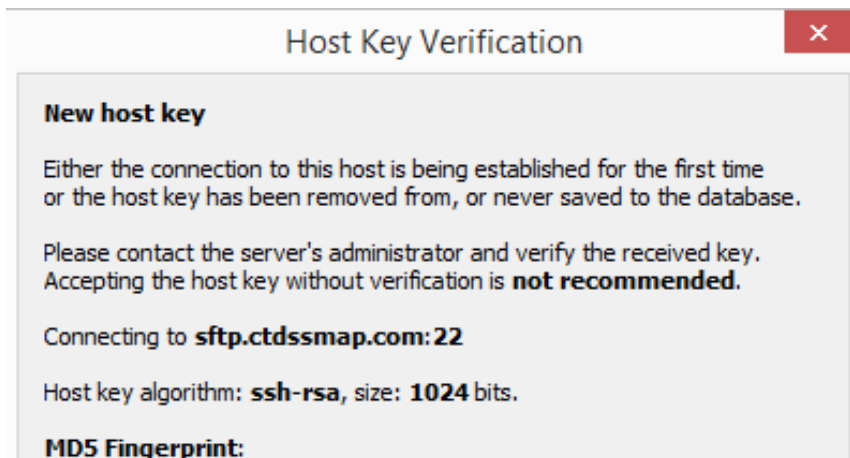 Host Key Verification
New host key
Either the connection to this host is being established for the first time
or the host key has been removed from, or never saved to the database.
Please contact the server's administrator and verify the received key.
Accepting the host key without verification is not recommended.
Connecting to sftp.ctdssmap.com:22
Host key algorithm: ssh-rsa, size: 1024 bits.
MD5 Fingerprint: